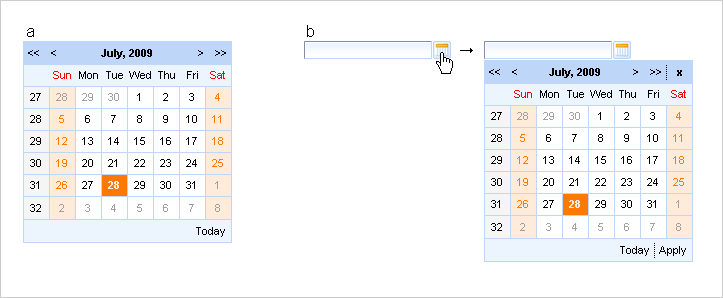 a
<< < July, 2009 > >>
Sun Mon Tue Wed Thu Fri Sat
27 28 29 30 1 2 3 4
28 5 6 7 8 9 10 11
29 12 13 14 15 16 17 18
30 19 20 21 22 23 24 25
31 26 27 28 29 30 31 1
32 2 3 4 5 6 7 8
Today
b
→
<< < July, 2009 > >> x
Sun Mon Tue Wed Thu Fri Sat
27 28 29 30 1 2 3 4
28 5 6 7 8 9 10 11
29 12 13 14 15 16 17 18
30 19 20 21 22 23 24 25
31 26 27 28 29 30 31 1
32 2 3 4 5 6 7 8
Today Apply